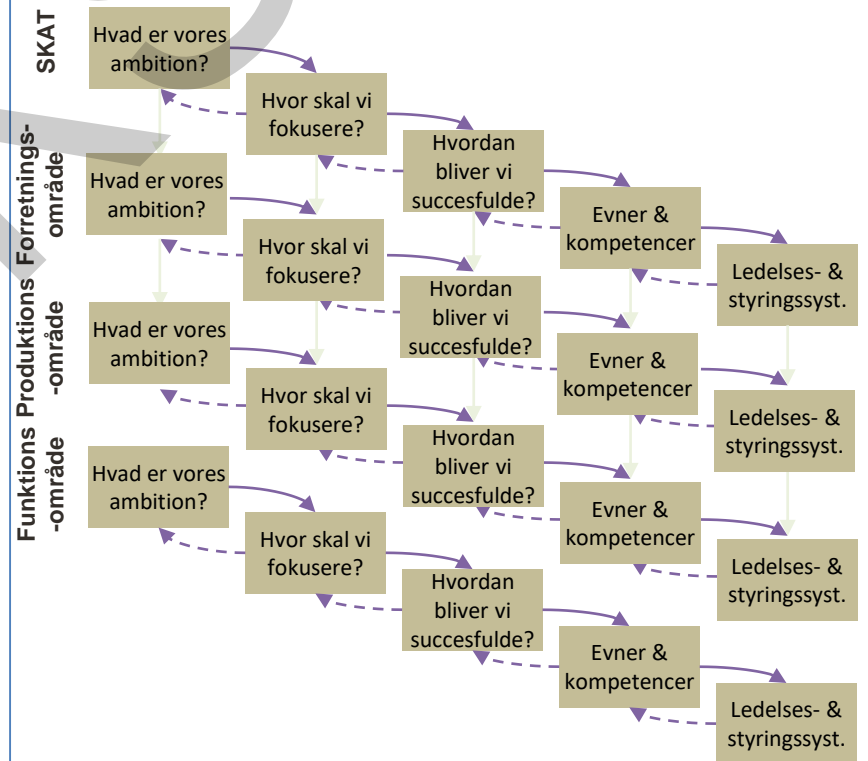 SKAT
Hvad er vores
ambition?
Hvor skal vi
fokusere?
Hvordan
bliver vi
succesfulde?
Evner &
kompetencer
Ledelses- &
styringssyst.
Forretnings-
område
Hvad er vores
ambition?
Hvor skal vi
fokusere?
Hvordan
bliver vi
succesfulde?
Evner &
kompetencer
Ledelses- &
styringssyst.
Produktions
-område
Hvad er vores
ambition?
Hvor skal vi
fokusere?
Hvordan
bliver vi
succesfulde?
Evner &
kompetencer
Ledelses- &
styringssyst.
Funktions
-område
Hvad er vores
ambition?
Hvor skal vi
fokusere?
Hvordan
bliver vi
succesfulde?
Evner &
kompetencer
Ledelses- &
styringssyst.